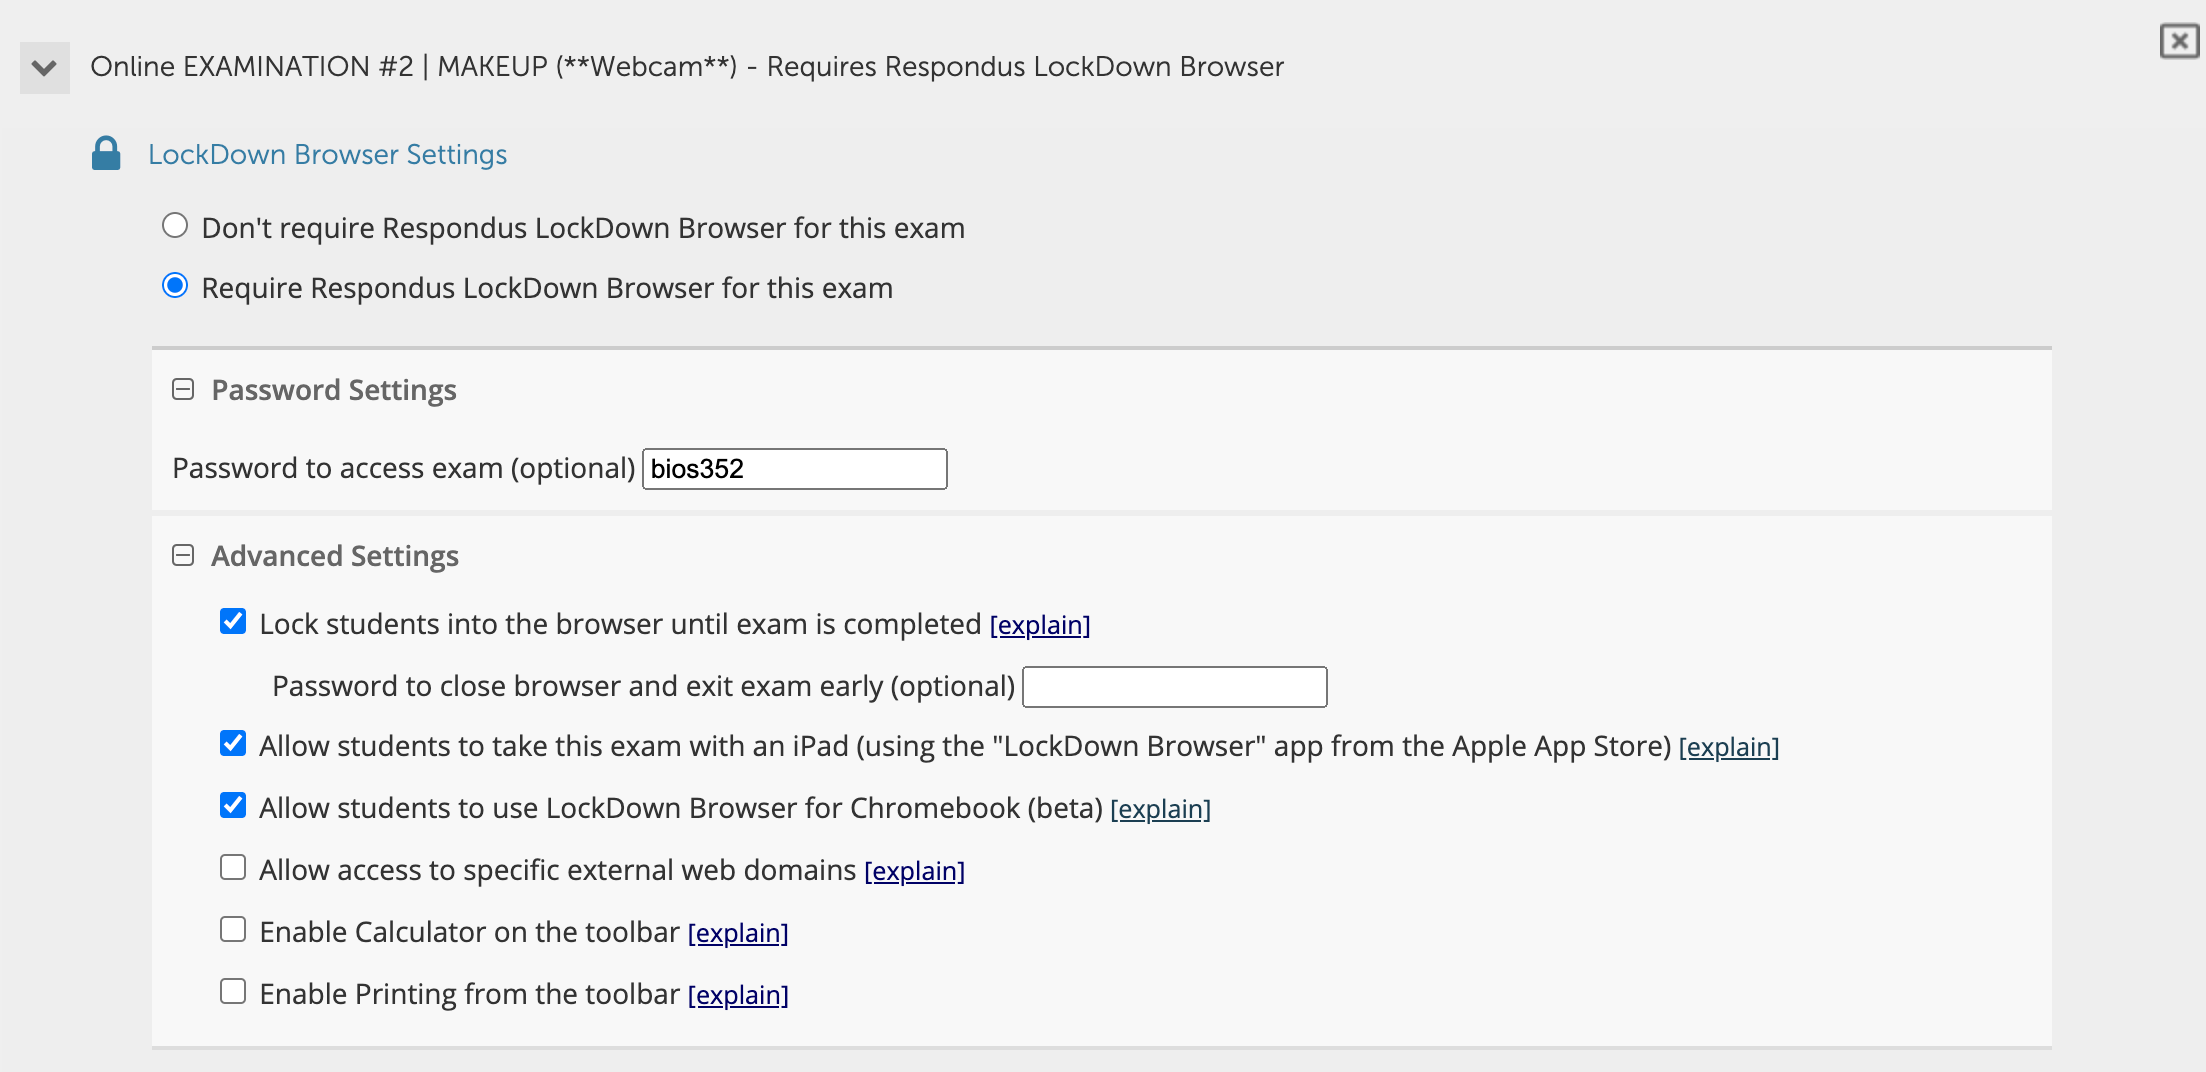 Online EXAMINATION #2 | MAKEUP (**Webcam**) - Requires Respondus LockDown Browser
LockDown Browser Settings
Don't require Respondus LockDown Browser for this exam
Require Respondus LockDown Browser for this exam
Password Settings
Password to access exam (optional) bios352
Advanced Settings
Lock students into the browser until exam is completed [explain]
Password to close browser and exit exam early (optional)
Allow students to take this exam with an iPad (using the "LockDown Browser" app from the Apple App Store) [explain]
Allow students to use LockDown Browser for Chromebook (beta) [explain]
Allow access to specific external web domains [explain]
Enable Calculator on the toolbar [explain]
Enable Printing from the toolbar [explain]